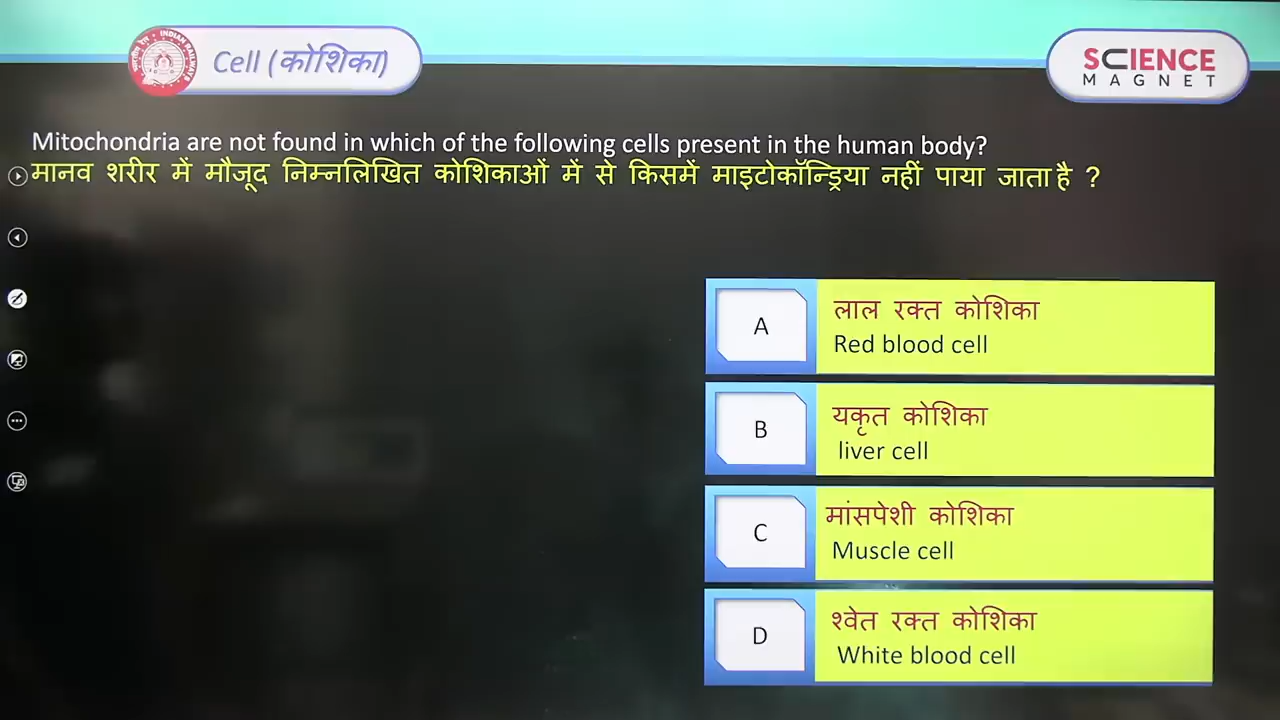 Cell (कोशिका)
SCIENCE
MAGNET
Mitochondria are not found in which of the following cells present in the human body?
मानव शरीर में मौजूद निम्नलिखित कोशिकाओं में से किसमें माइटोकॉन्ड्रिया नहीं पाया जाता है ?
A
लाल रक्त कोशिका
Red blood cell
B
यकृत कोशिका
liver cell
C
मांसपेशी कोशिका
Muscle cell
D
श्वेत रक्त कोशिका
White blood cell